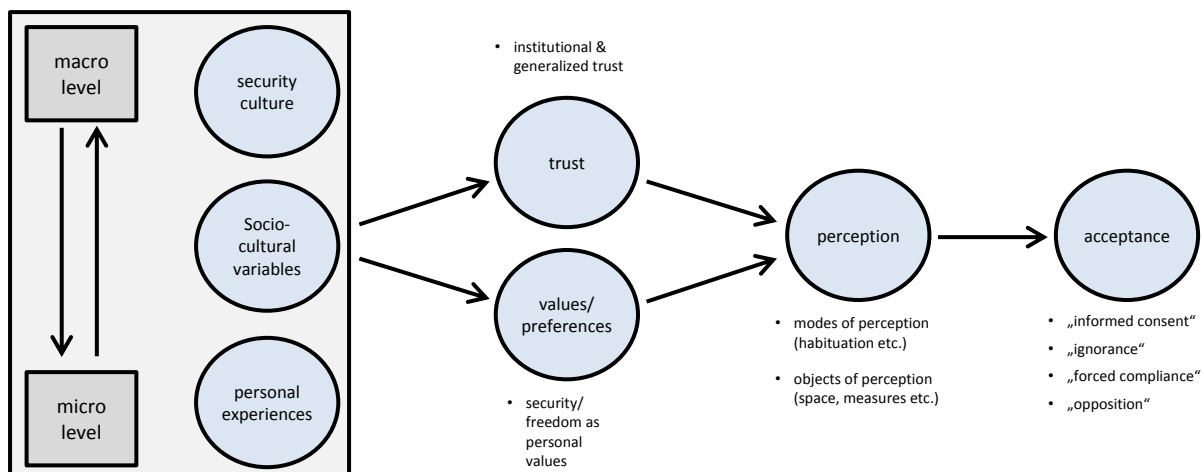 macro
level
security
culture
Socio-
cultural
variables
micro
level
personal
experiences
• institutional &
generalized trust
trust
values/
preferences
• security/
freedom as
personal
values
perception
• modes of perception
(habituation etc.)
• objects of perception
(space, measures etc.)
acceptance
• „informed consent“
• „ignorance“
• „forced compliance“
• „opposition“